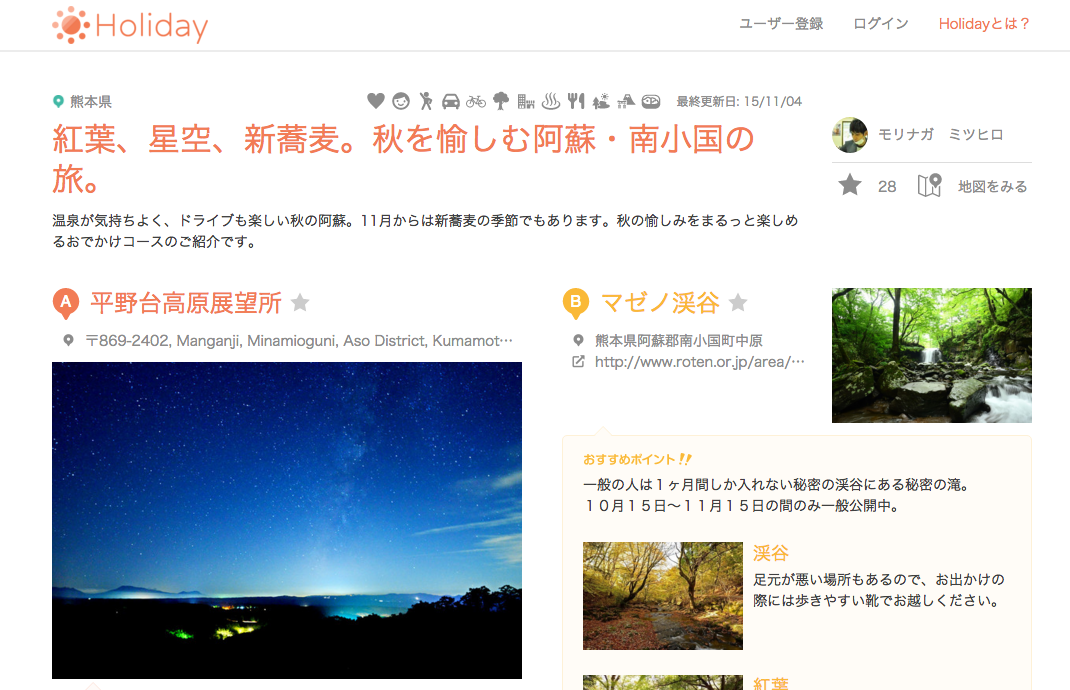 Holiday
ユーザー登録 ログイン Holidayとは？
熊本県
最終更新日: 15/11/04
紅葉、星空、新蕎麦。秋を愉しむ阿蘇・南小国の
旅。
温泉が気持ちよく、ドライブも楽しい秋の阿蘇。11月からは新蕎麦の季節でもあります。秋の愉しみをまるっと楽しめ
るおでかけコースのご紹介です。
モリナガ ミツヒロ
28 地図をみる
A 平野台高原展望所
〒869-2402, Manganji, Minamioguni, Aso District, Kumamot…
B マゼノ渓谷
熊本県阿蘇郡南小国町中原
http://www.roten.or.jp/area/…
おすすめポイント!!
一般の人は１ヶ月間しか入れない秘密の渓谷にある秘密の滝。
１０月１５日〜１１月１５日の間のみ一般公開中。
渓谷
足元が悪い場所もあるので、お出かけの
際には歩きやすい靴でお越しください。
紅葉